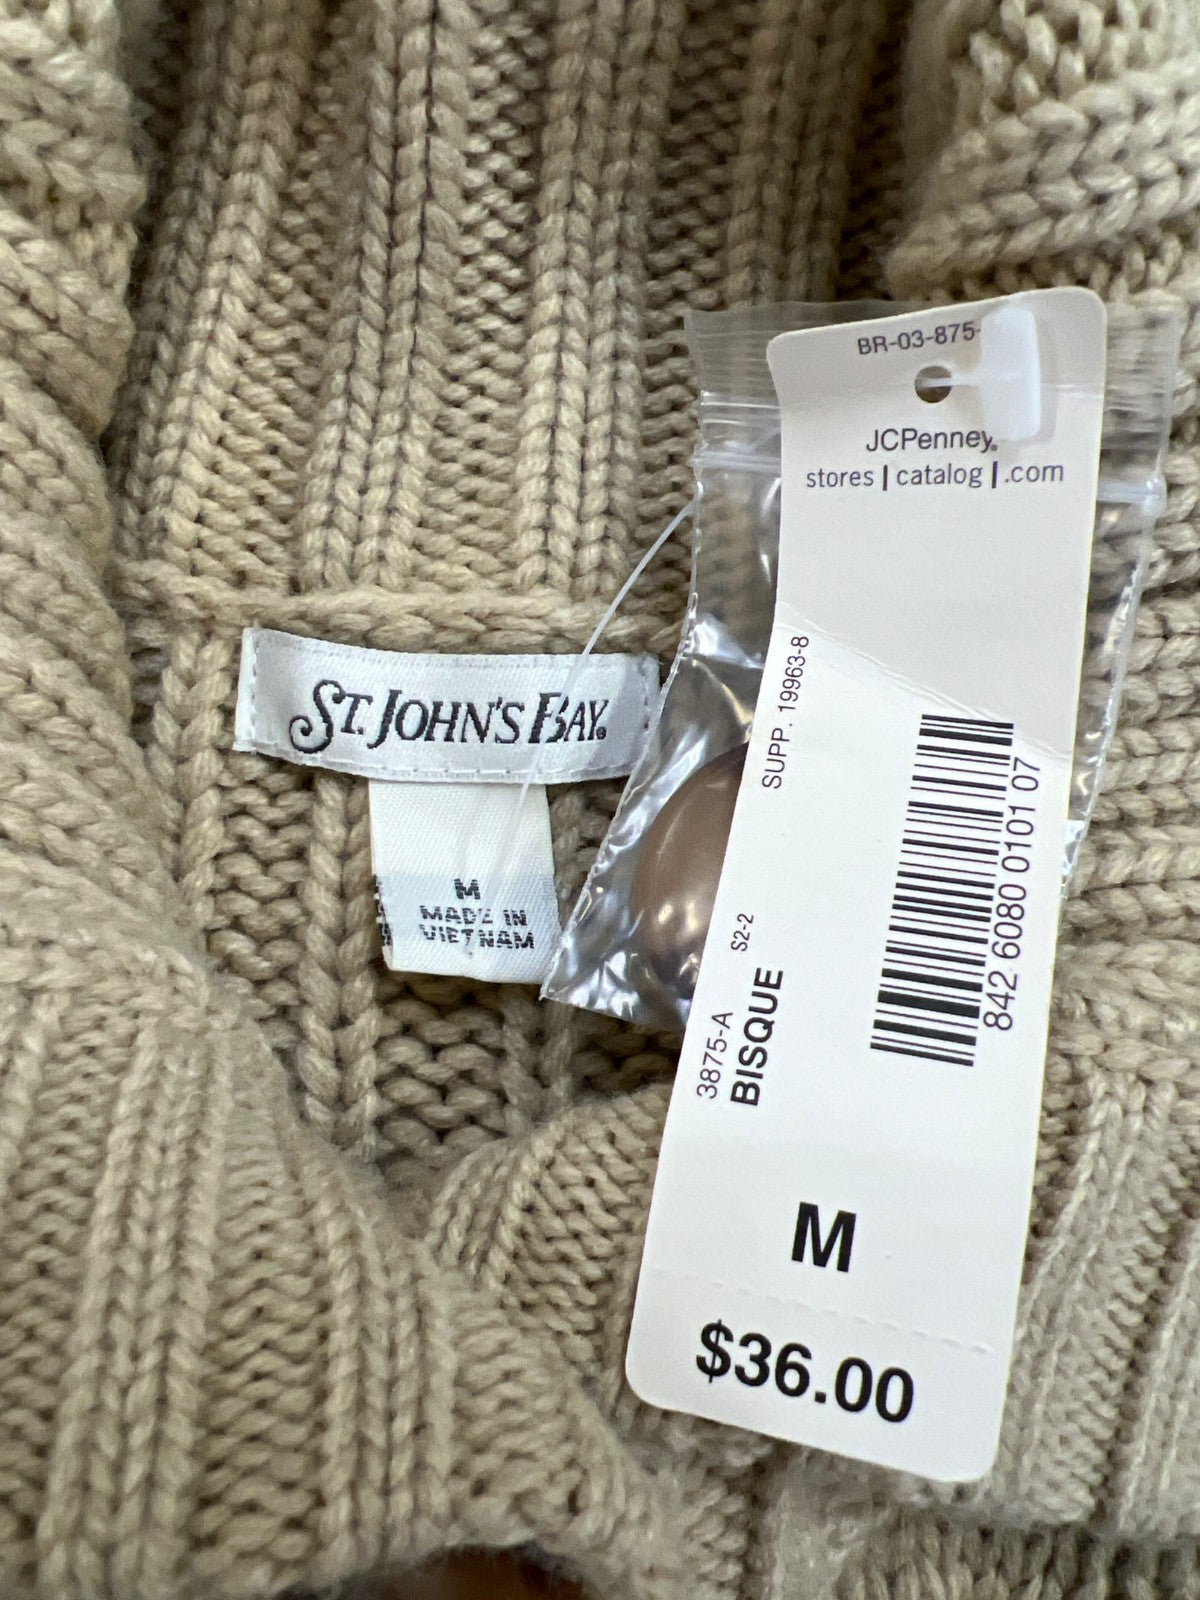 ST. JOHN'S BAY®
M
MADE IN
VIETNAM
BR-03-875-
JCPenney®
stores | catalog | .com
SUPP. 19963-8
842 6080 0101 07
3875-A S2-2
BISQUE
M
$36.00